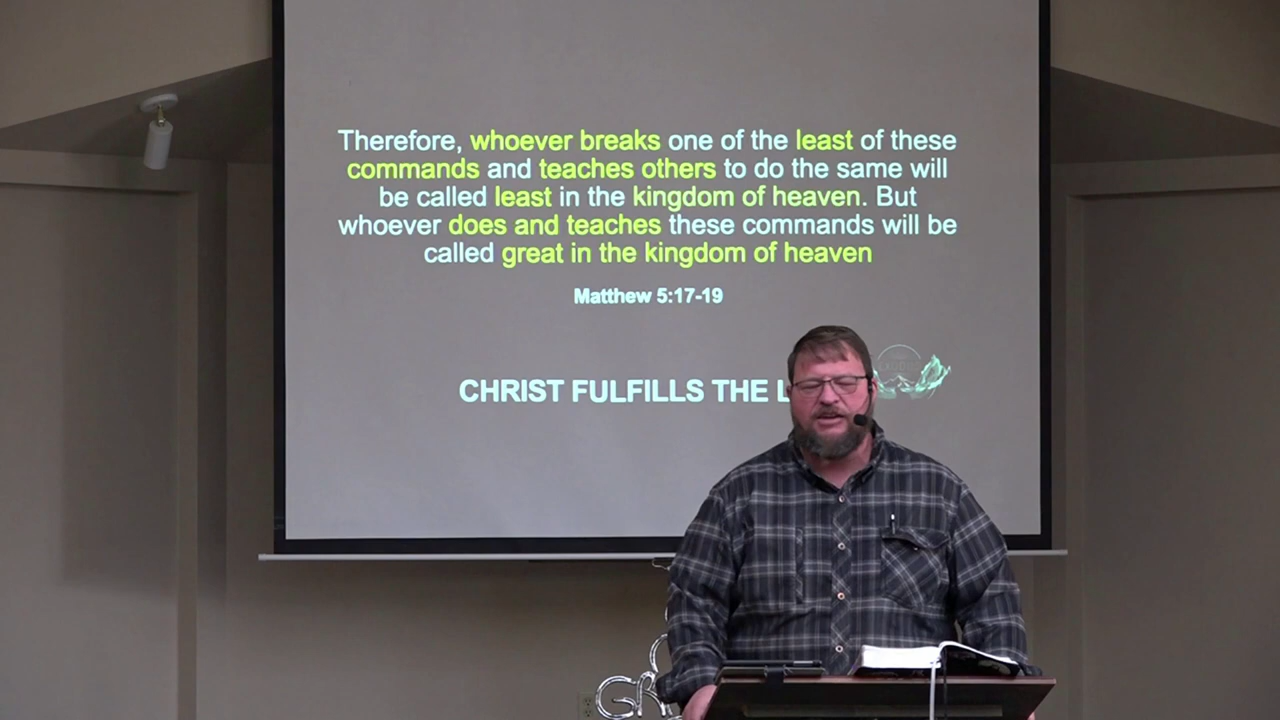 Therefore, whoever breaks one of the least of these
commands and teaches others to do the same will
be called least in the kingdom of heaven. But
whoever does and teaches these commands will be
called great in the kingdom of heaven
Matthew 5:17-19
CHRIST FULFILLS THE L